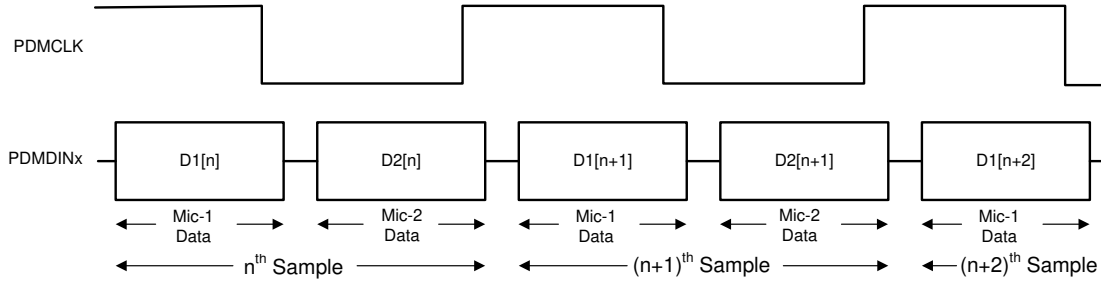 PDMCLK
PDMDINx
D1[n]
D2[n]
D1[n+1]
D2[n+1]
D1[n+2]
Mic-1
Data
Mic-2
Data
Mic-1
Data
Mic-2
Data
Mic-1
Data
nth Sample
(n+1)th Sample
(n+2)th Sample